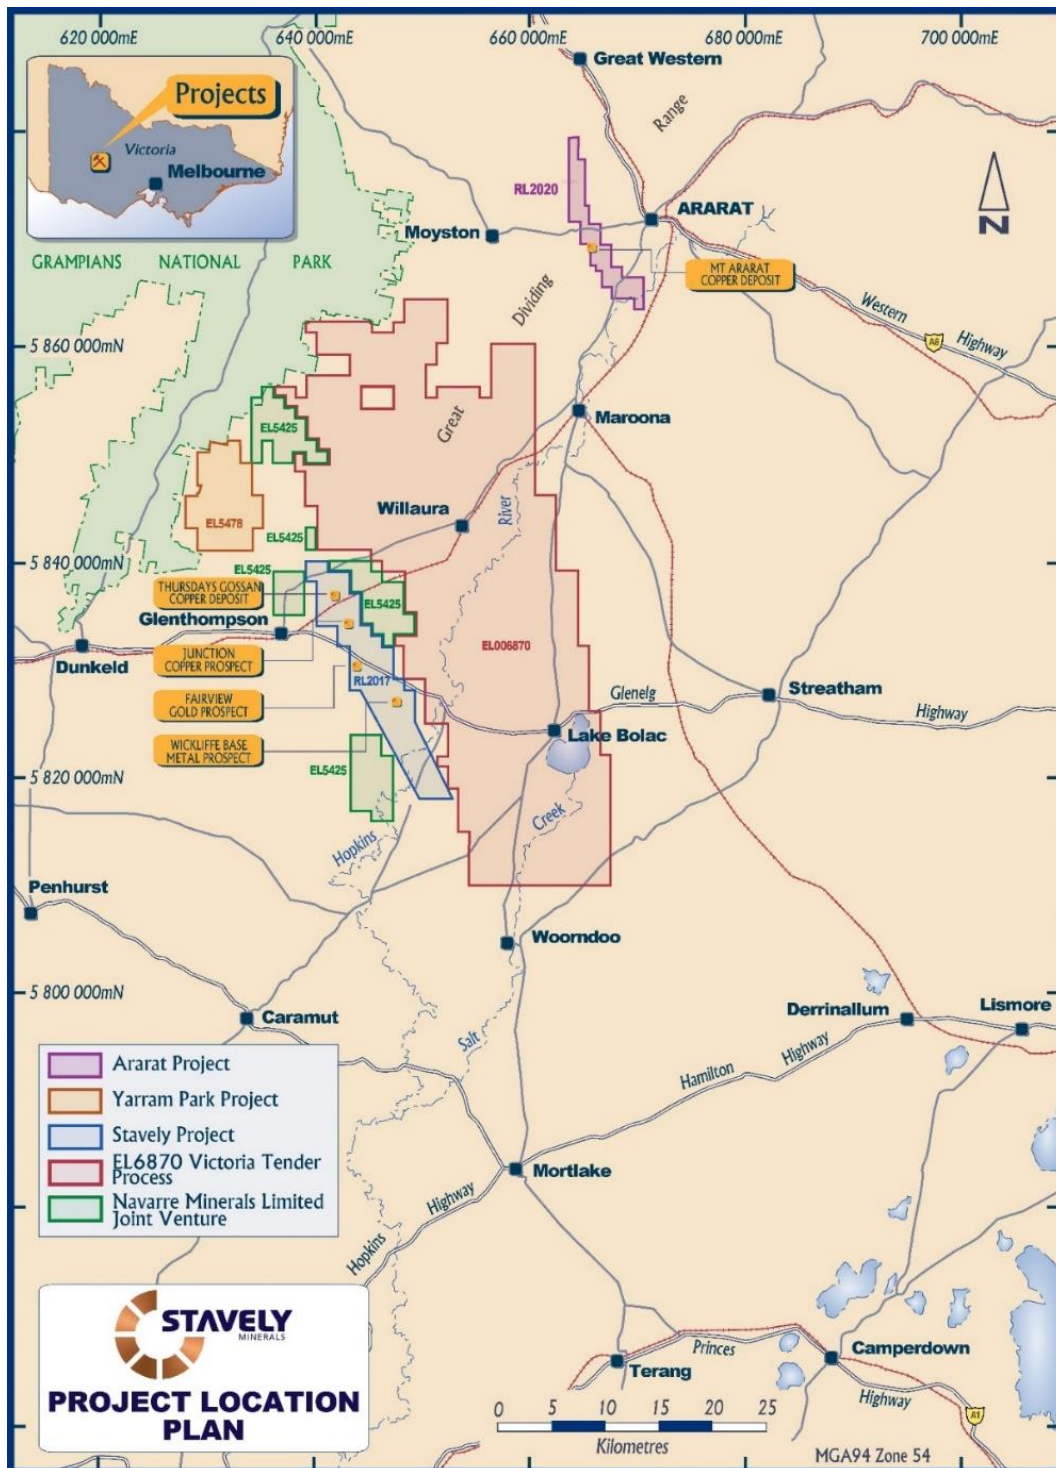 620 000mE
640 000mE
660 000mE
680 000mE
700 000mE
Great Western
Projects
Victoria
Melbourne
Range
RL2020
ARARAT
Moyston
GRAMPIANS NATIONAL PARK
MT ARARAT
COPPER DEPOSIT
Dividing
Western
Highway
A8
5 860 000mN
Great
Maroona
EL5425
Willaura
River
EL5478
EL5425
5 840 000mN
EL5425
THURSDAYS GOSSAN
COPPER DEPOSIT
EL5425
Glenthompson
Dunkeld
JUNCTION
COPPER PROSPECT
EL006870
RL2017
FAIRVIEW
GOLD PROSPECT
Glenelg
Streatham
Highway
WICKLIFFE BASE
METAL PROSPECT
Lake Bolac
EL5425
5 820 000mN
Creek
Hopkins
Penhurst
Woorndoo
5 800 000mN
Caramut
Derrinallum
Lismore
Salt
Highway
Hamilton
Ararat Project
Yarram Park Project
Stavely Project
EL6870 Victoria Tender
Process
Navarre Minerals Limited
Joint Venture
Mortlake
Highway
Hopkins
STAVELY
MINERALS
PROJECT LOCATION
PLAN
Princes
Camperdown
Terang
Highway
A1
0 5 10 15 20 25
Kilometres
MGA94 Zone 54
N